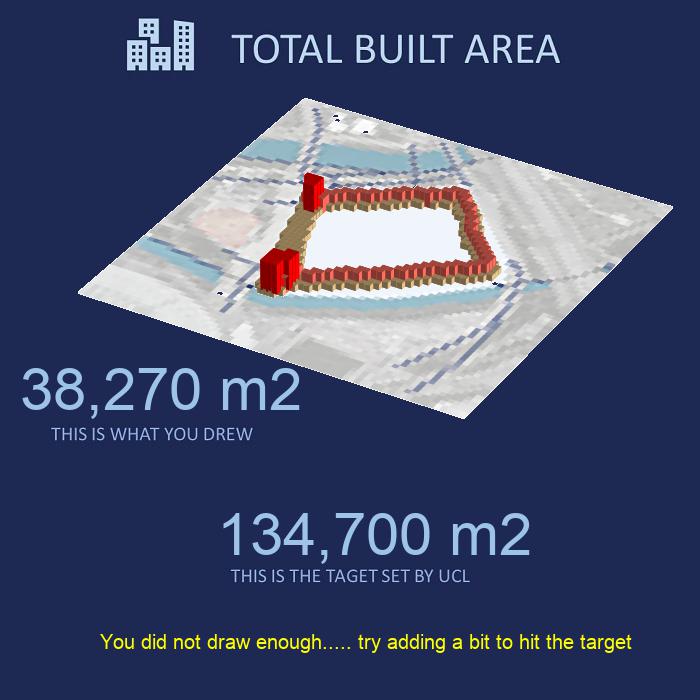 TOTAL BUILT AREA
38,270 m2
THIS IS WHAT YOU DREW
134,700 m2
THIS IS THE TAGET SET BY UCL
You did not draw enough..... try adding a bit to hit the target